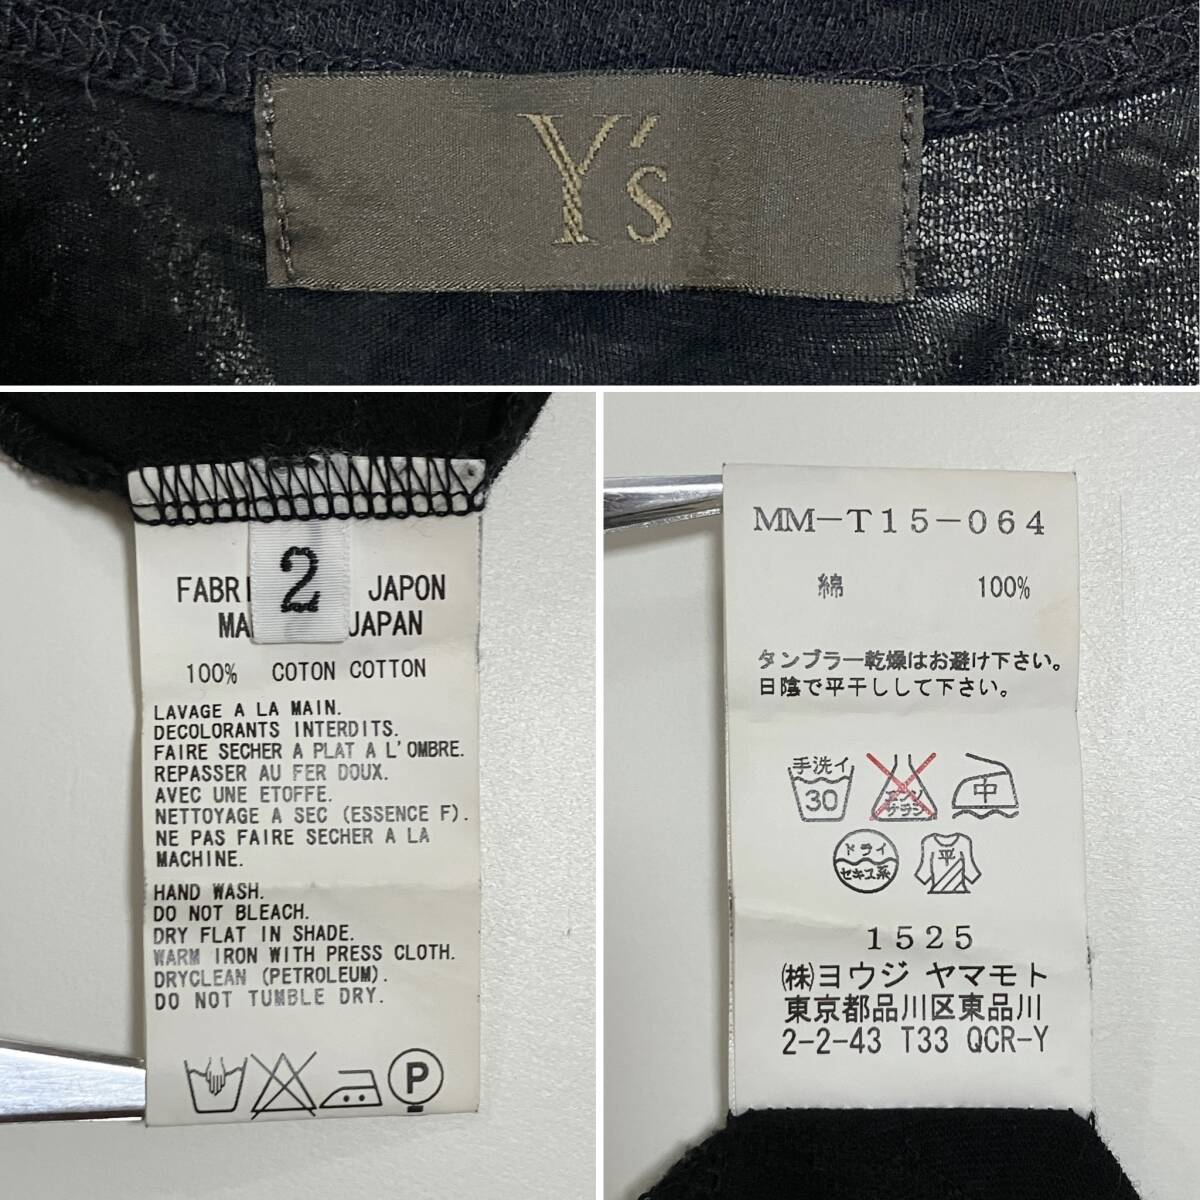 Y's
2
FABRI JAPON
MA JAPAN
100% COTON COTTON
LAVAGE A LA MAIN.
DECOLORANTS INTERDITS.
FAIRE SECHER A PLAT A L'OMBRE.
REPASSER AU FER DOUX.
AVEC UNE ETOFFE.
NETTOYAGE A SEC (ESSENCE F).
NE PAS FAIRE SECHER A LA
MACHINE.
HAND WASH.
DO NOT BLEACH.
DRY FLAT IN SHADE.
WARM IRON WITH PRESS CLOTH.
DRYCLEAN (PETROLEUM).
DO NOT TUMBLE DRY.
P
MM-T15-064
綿 100%
タンブラー乾燥はお避け下さい。
日陰で平干しして下さい。
手洗イ
30
エンソ
サラシ
中
ドライ
セキユ系
平
1525
㈱ヨウジ ヤマモト
東京都品川区東品川
2-2-43 T33 QCR-Y